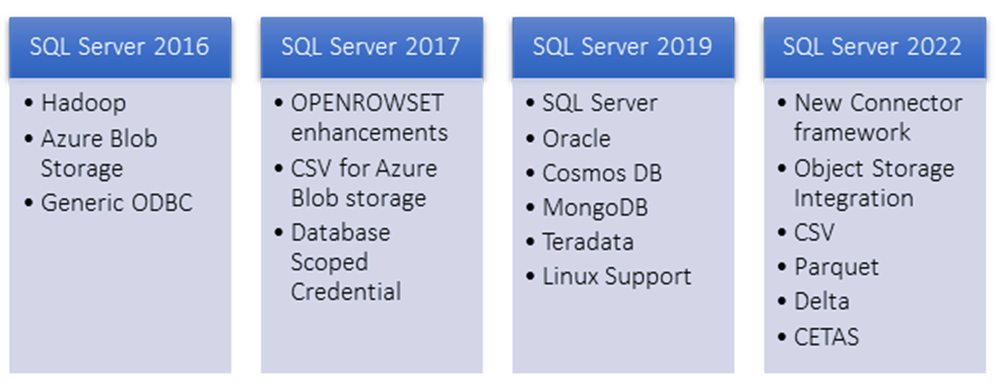 SQL Server 2016
• Hadoop
• Azure Blob
Storage
• Generic ODBC
SQL Server 2017
• OPENROWSET
enhancements
• CSV for Azure
Blob storage
• Database
Scoped
Credential
SQL Server 2019
• SQL Server
• Oracle
• Cosmos DB
• MongoDB
• Teradata
• Linux Support
SQL Server 2022
• New Connector
framework
• Object Storage
Integration
• CSV
• Parquet
• Delta
• CETAS